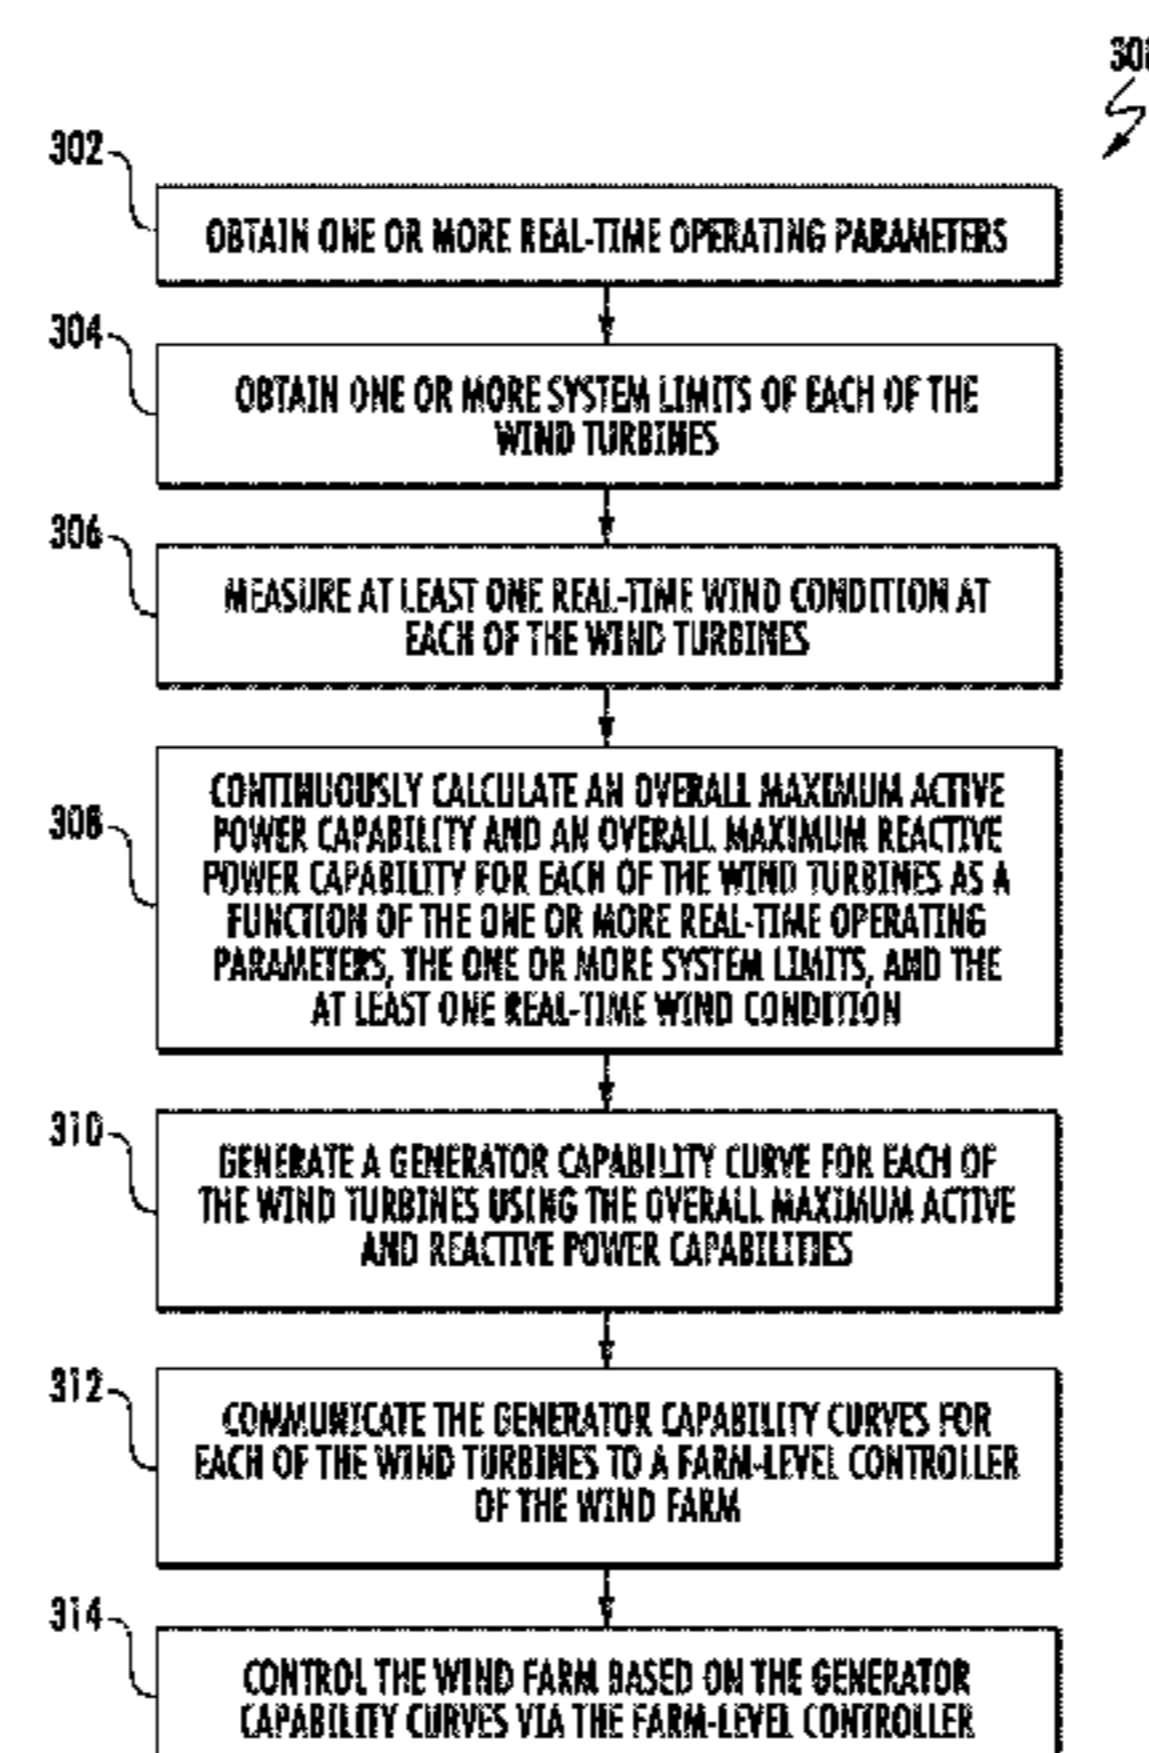 302
OBTAIN ONE OR MORE REAL-TIME OPERATING PARAMETERS
304
OBTAIN ONE OR MORE SYSTEM LIMITS OF EACH OF THE
WIND TURBINES
306
MEASURE AT LEAST ONE REAL-TIME WIND CONDITION AT
EACH OF THE WIND TURBINES
308
CONTINUOUSLY CALCULATE AN OVERALL MAXIMUM ACTIVE
POWER CAPABILITY AND AN OVERALL MAXIMUM REACTIVE
POWER CAPABILITY FOR EACH OF THE WIND TURBINES AS A
FUNCTION OF THE ONE OR MORE REAL-TIME OPERATING
PARAMETERS, THE ONE OR MORE SYSTEM LIMITS, AND THE
AT LEAST ONE REAL-TIME WIND CONDITION
310
GENERATE A GENERATOR CAPABILITY CURVE FOR EACH OF
THE WIND TURBINES USING THE OVERALL MAXIMUM ACTIVE
AND REACTIVE POWER CAPABILITIES
312
COMMUNICATE THE GENERATOR CAPABILITY CURVES FOR
EACH OF THE WIND TURBINES TO A FARM-LEVEL CONTROLLER
OF THE WIND FARM
314
CONTROL THE WIND FARM BASED ON THE GENERATOR
CAPABILITY CURVES VIA THE FARM-LEVEL CONTROLLER